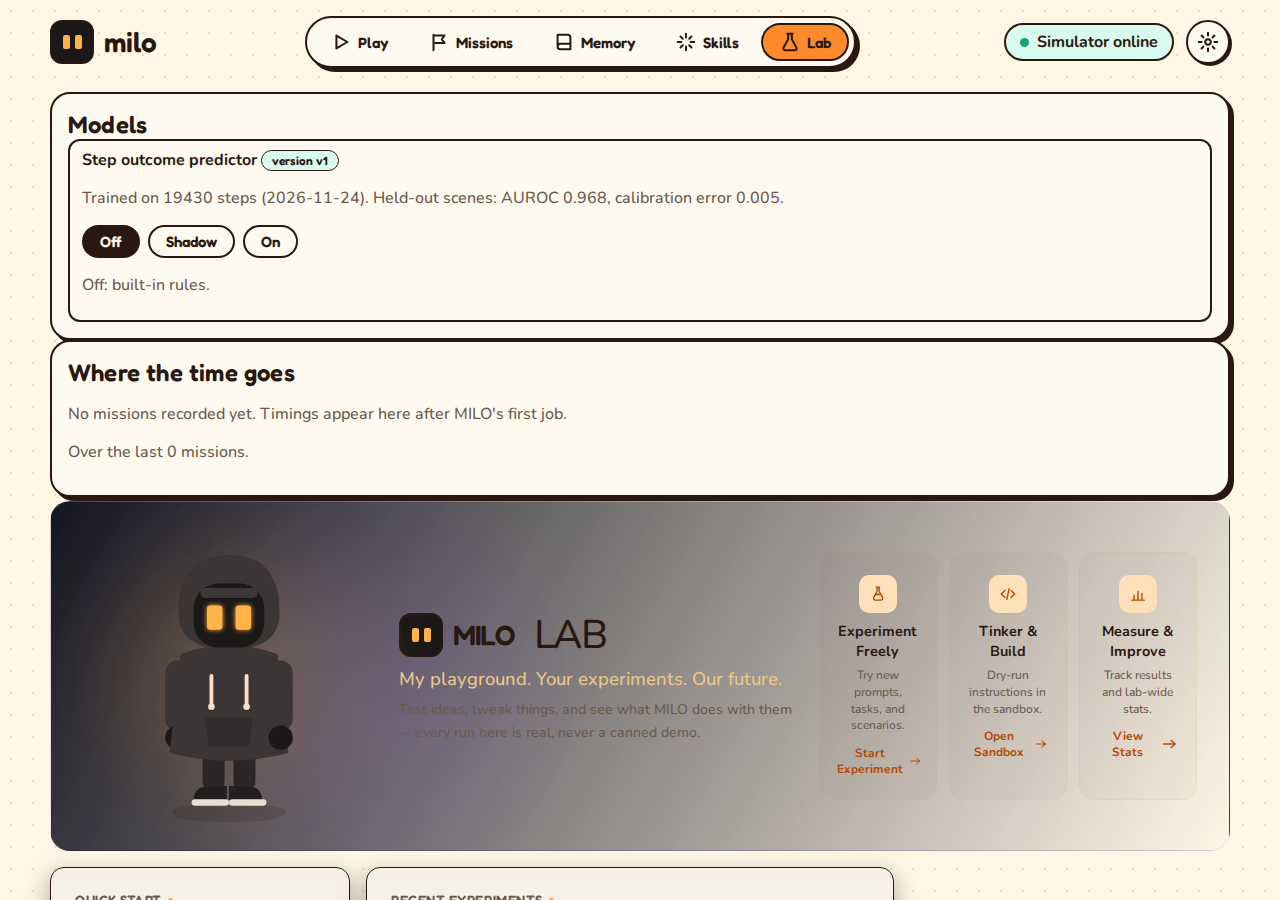 milo
Play
Missions
Memory
Skills
Lab
Simulator online
Models
Step outcome predictor version v1
Trained on 19430 steps (2026-11-24). Held-out scenes: AUROC 0.968, calibration error 0.005.
Off
Shadow
On
Off: built-in rules.
Where the time goes
No missions recorded yet. Timings appear here after MILO's first job.
Over the last 0 missions.
MILO LAB
My playground. Your experiments. Our future.
Test ideas, tweak things, and see what MILO does with them
— every run here is real, never a canned demo.
Experiment
Freely
Try new
prompts,
tasks, and
scenarios.
Start
Experiment →
Tinker &
Build
Dry-run
instructions in
the sandbox.
Open
Sandbox →
Measure &
Improve
Track results
and lab-wide
stats.
View
Stats →
QUICK START
RECENT EXPERIMENTS